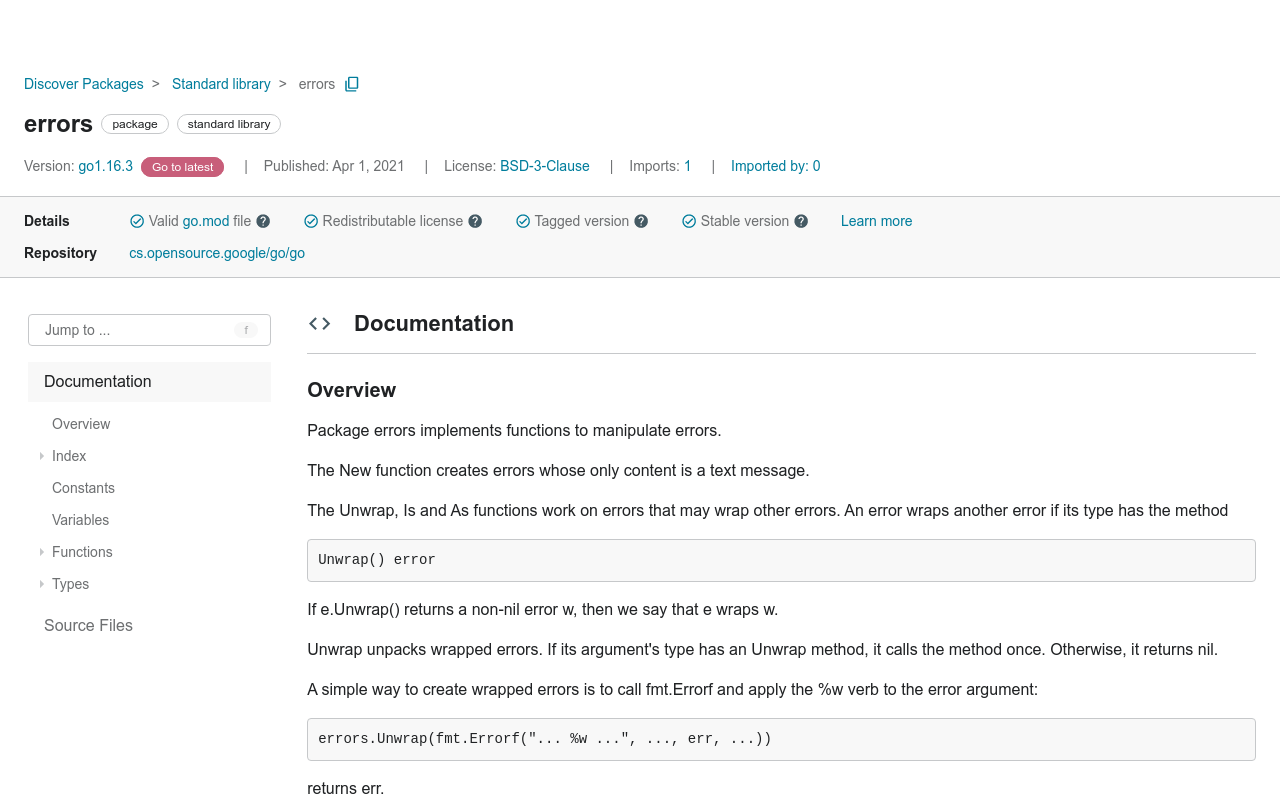 Discover Packages > Standard library > errors
errors package standard library
Version: go1.16.3 Go to latest | Published: Apr 1, 2021 | License: BSD-3-Clause | Imports: 1 | Imported by: 0
Details Valid go.mod file ? Redistributable license ? Tagged version ? Stable version ? Learn more
Repository cs.opensource.google/go/go
Jump to ... f
Documentation
Overview
Index
Constants
Variables
Functions
Types
Source Files
Documentation
Overview
Package errors implements functions to manipulate errors.
The New function creates errors whose only content is a text message.
The Unwrap, Is and As functions work on errors that may wrap other errors. An error wraps another error if its type has the method
Unwrap() error
If e.Unwrap() returns a non-nil error w, then we say that e wraps w.
Unwrap unpacks wrapped errors. If its argument's type has an Unwrap method, it calls the method once. Otherwise, it returns nil.
A simple way to create wrapped errors is to call fmt.Errorf and apply the %w verb to the error argument:
errors.Unwrap(fmt.Errorf("... %w ...", ..., err, ...))
returns err.